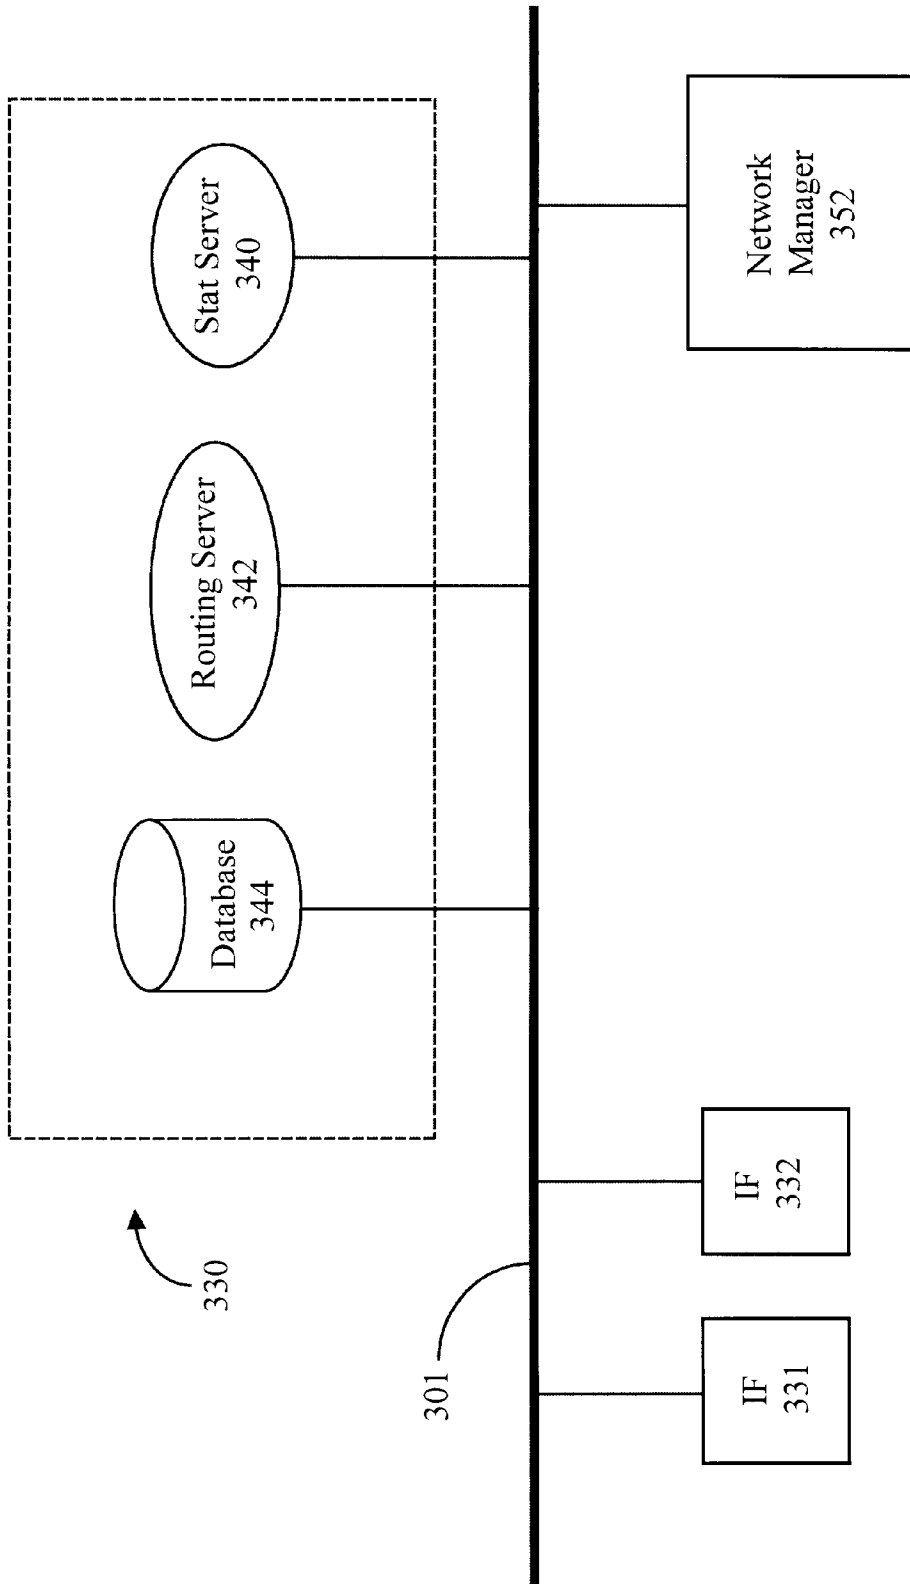 330
Database
344
Routing Server
342
Stat Server
340
301
IF
331
IF
332
Network
Manager
352